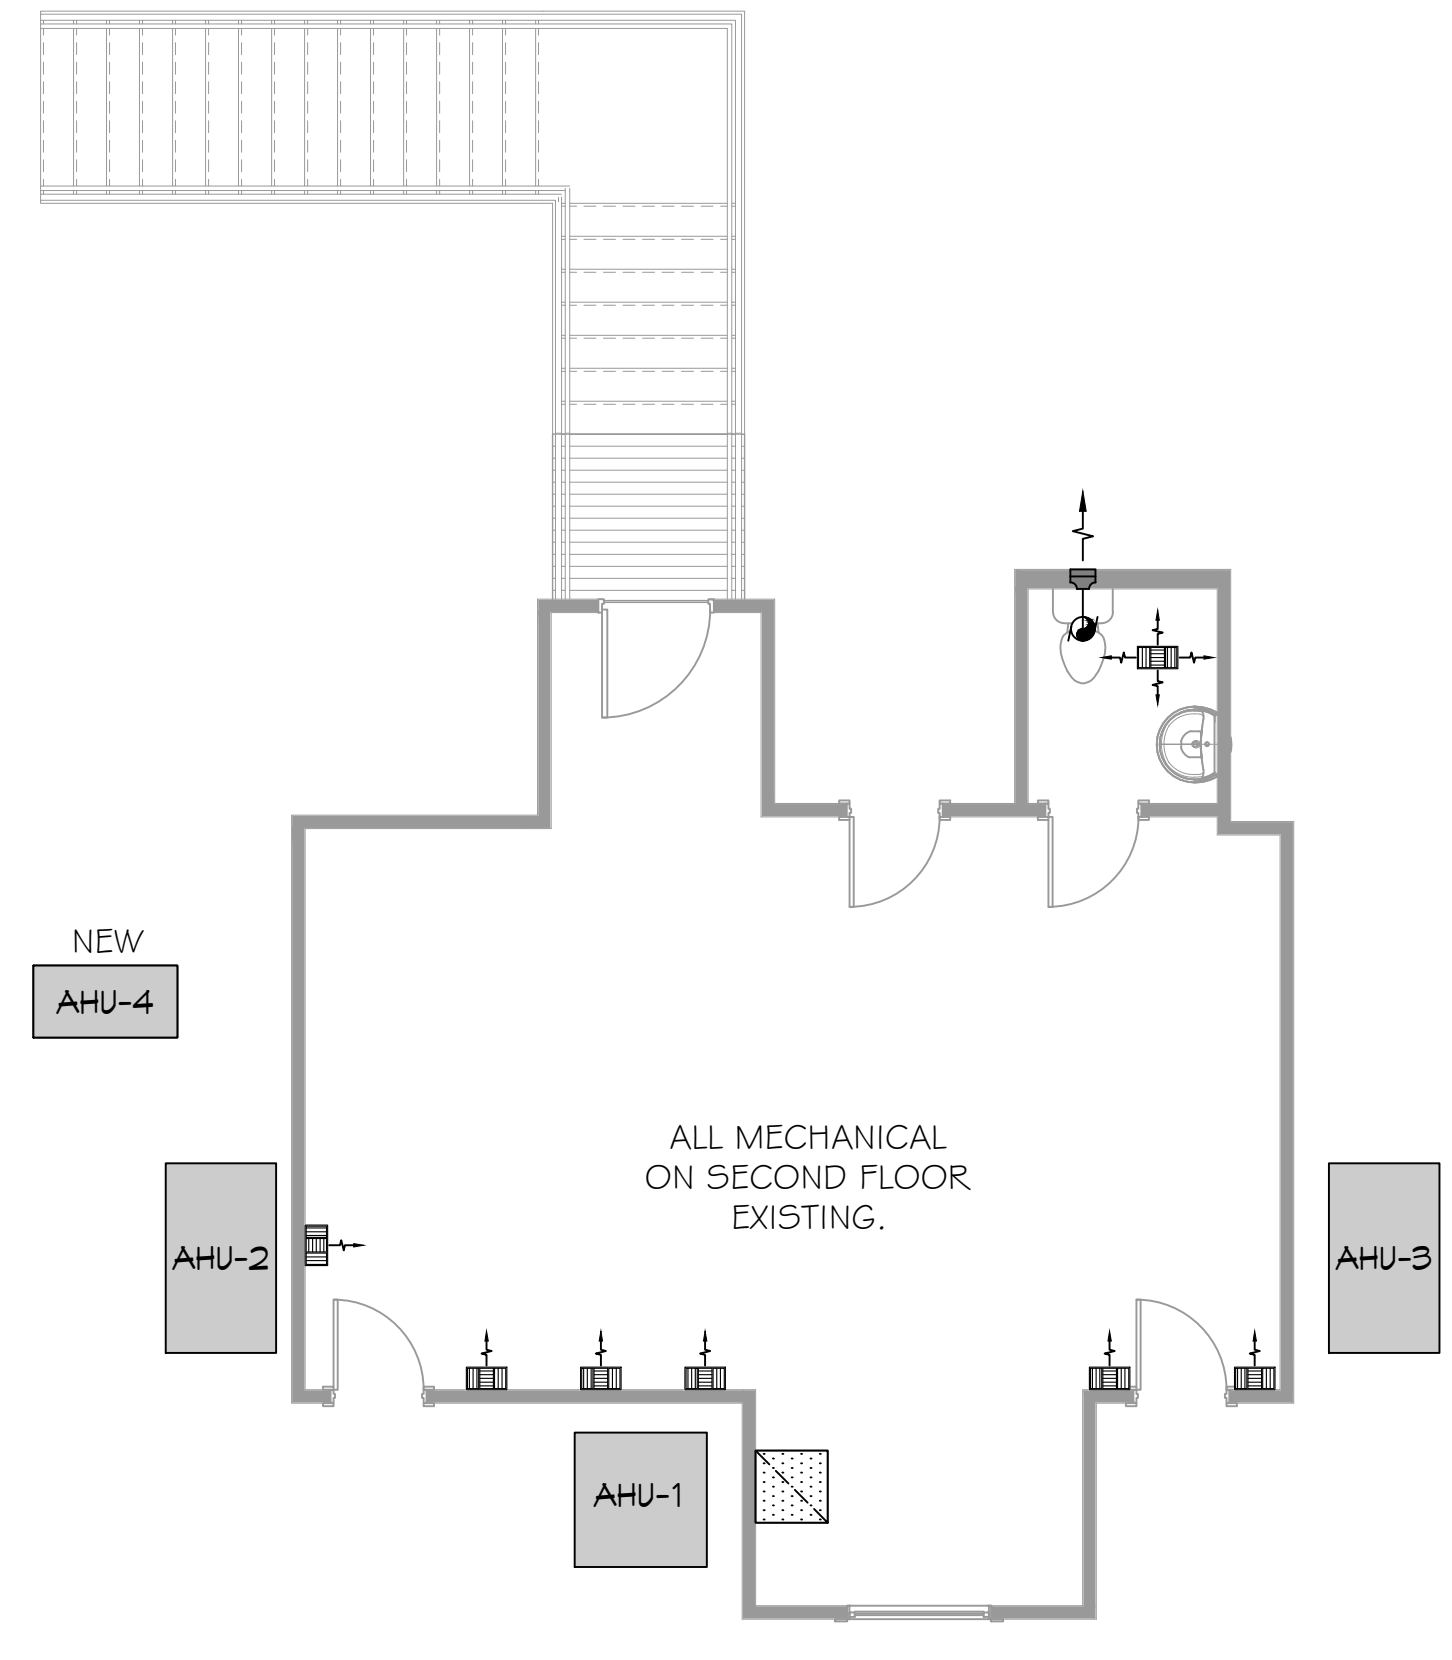 NEW
AHU-4
ALL MECHANICAL
ON SECOND FLOOR
EXISTING.
AHU-2
AHU-3
AHU-1